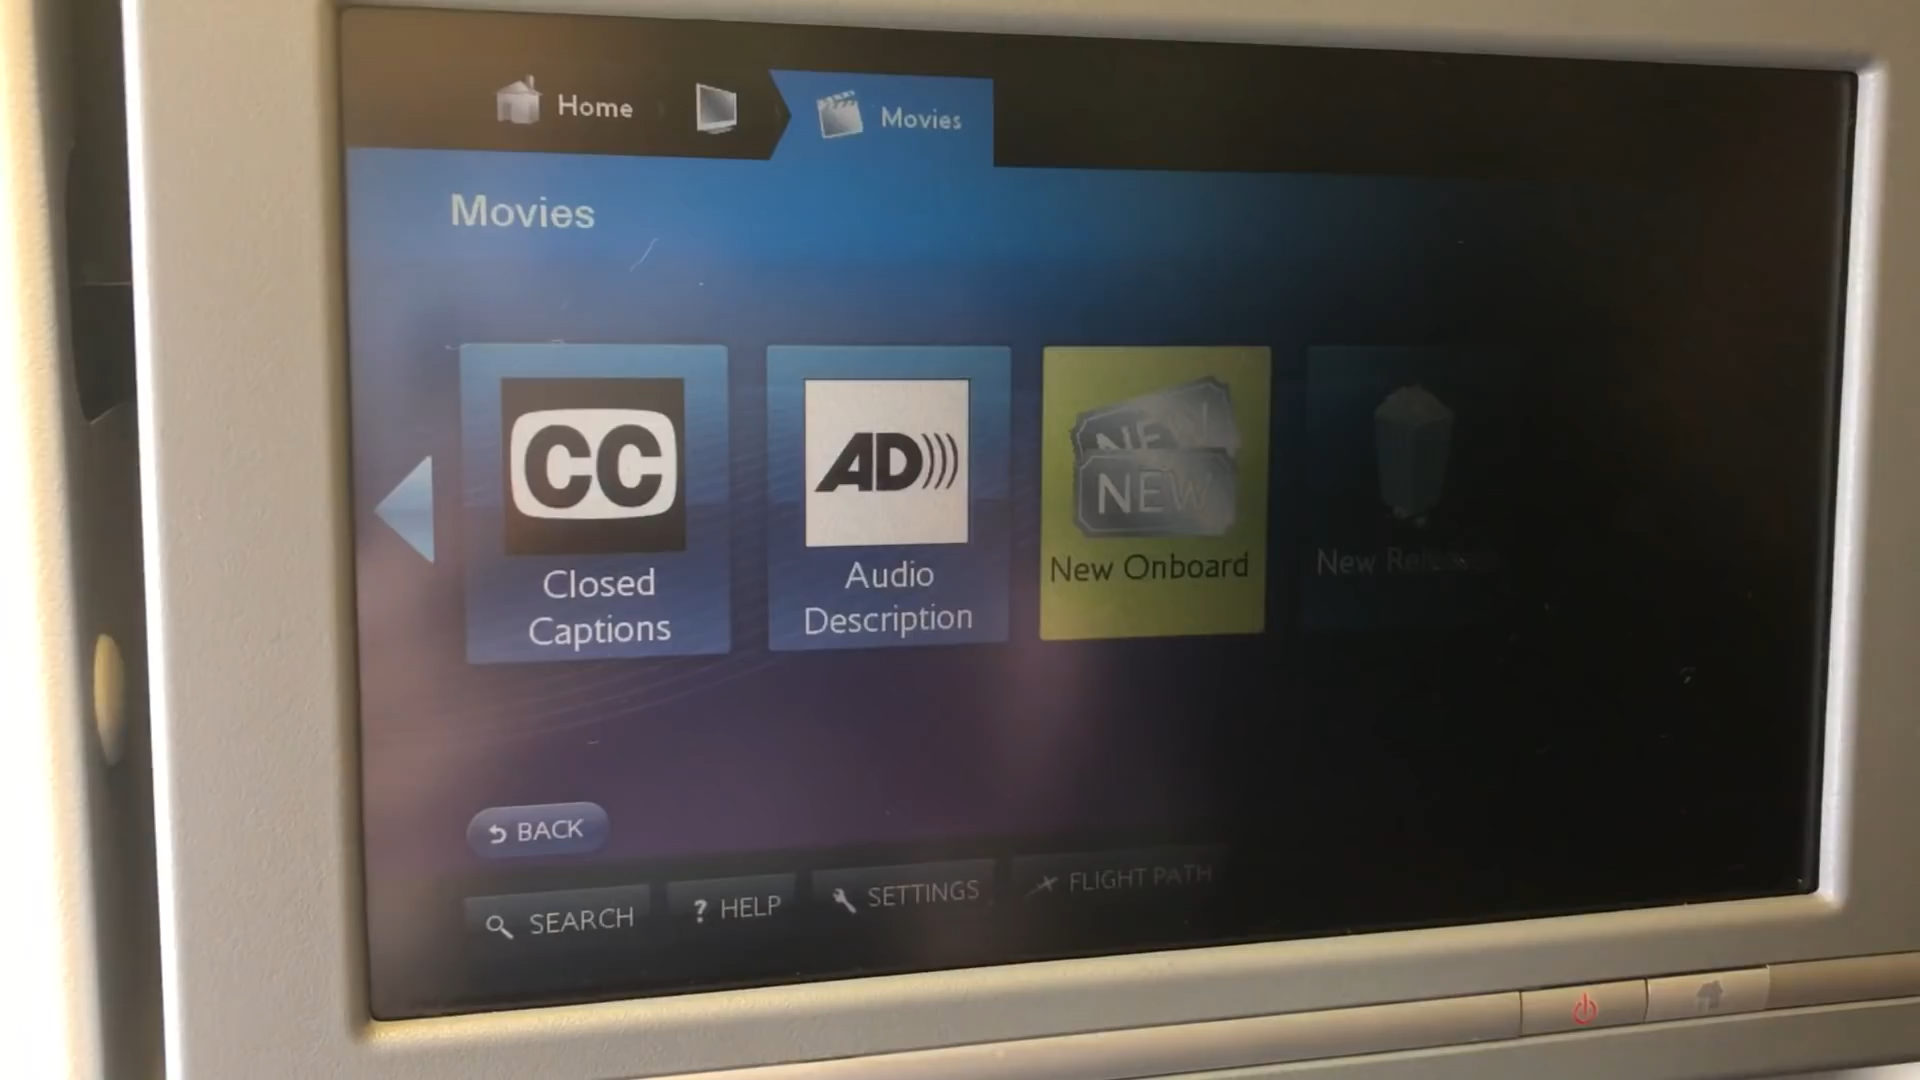 Home
Movies
Movies
CC
Closed
Captions
AD)))
Audio
Description
NEW
NEW
New Onboard
New Releases
BACK
SEARCH
? HELP
SETTINGS
FLIGHT PATH